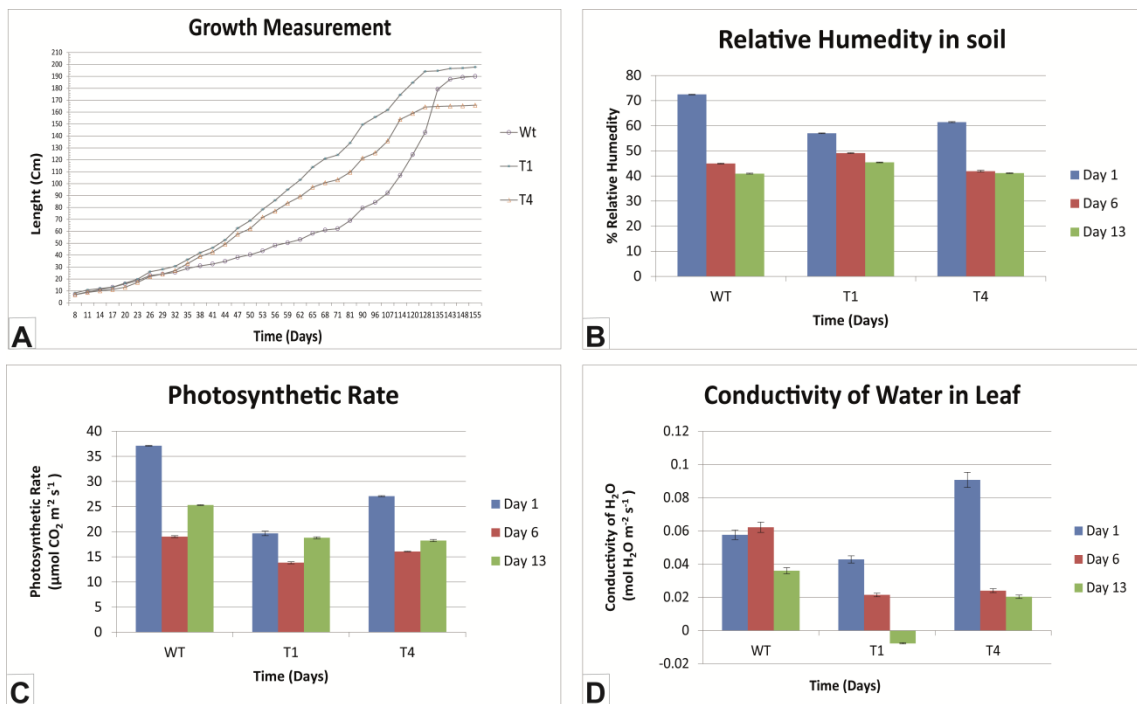 Growth Measurement
Lenght (Cm)
210
200
190
180
170
160
150
140
130
120
110
100
90
80
70
60
50
40
30
20
10
0
8 11 14 17 20 23 26 29 32 35 38 41 44 47 50 53 56 59 62 65 68 71 81 90 96 107 114 120 128 135 143 148 155
Time (Days)
Wt
T1
T4
A
Relative Humedity in soil
% Relative Humedity
80
70
60
50
40
30
20
10
0
WT T1 T4
Time (Days)
Day 1
Day 6
Day 13
B
Photosynthetic Rate
Photosynthetic Rate
(μmol CO₂ m⁻² s⁻¹ )
40
35
30
25
20
15
10
5
0
WT T1 T4
Time (Days)
Day 1
Day 6
Day 13
C
Conductivity of Water in Leaf
Conductivity of H₂O
(mol H₂O m⁻² s⁻¹ )
0.12
0.1
0.08
0.06
0.04
0.02
0
-0.02
WT T1 T4
Time (Days)
Day 1
Day 6
Day 13
D